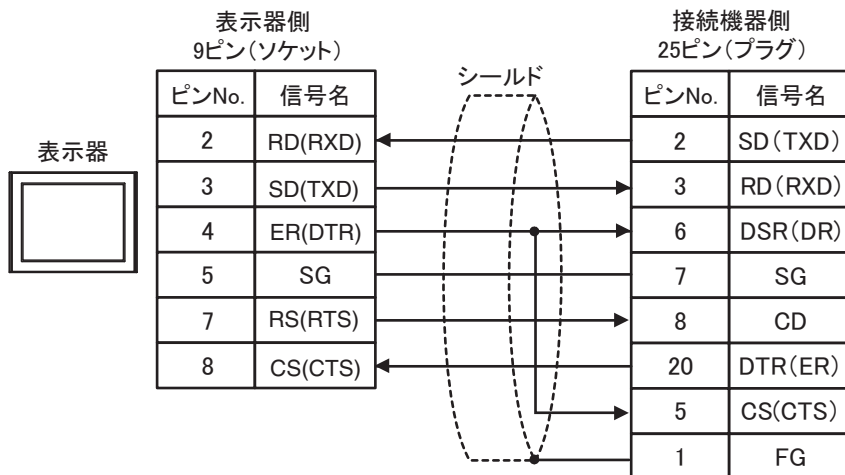 表示器側
9ピン(ソケット)
接続機器側
25ピン(プラグ)
シールド
表示器
ピンNo. 信号名
2 RD(RXD)
3 SD(TXD)
4 ER(DTR)
5 SG
7 RS(RTS)
8 CS(CTS)
ピンNo. 信号名
2 SD(TXD)
3 RD(RXD)
6 DSR(DR)
7 SG
8 CD
20 DTR(ER)
5 CS(CTS)
1 FG